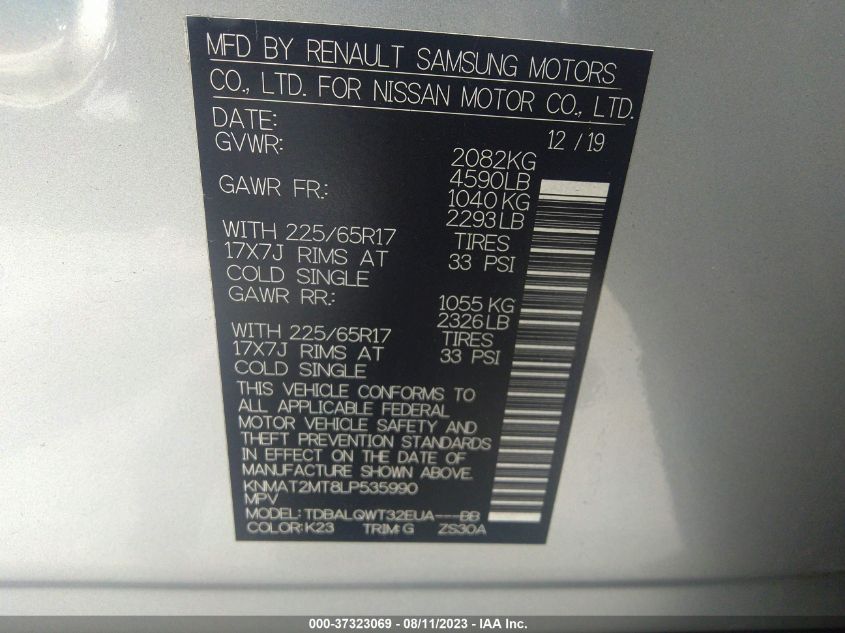 MFD BY RENAULT SAMSUNG MOTORS
CO., LTD. FOR NISSAN MOTOR CO., LTD.
DATE: 12 / 19
GVWR: 2082KG
4590LB
GAWR FR.: 1040 KG
2293 LB
WITH 225/65R17 TIRES
17X7J RIMS AT 33 PSI
COLD SINGLE
GAWR RR.: 1055 KG
2326 LB
WITH 225/65R17 TIRES
17X7J RIMS AT 33 PSI
COLD SINGLE
THIS VEHICLE CONFORMS TO
ALL APPLICABLE FEDERAL
MOTOR VEHICLE SAFETY AND
THEFT PREVENTION STANDARDS
IN EFFECT ON THE DATE OF
MANUFACTURE SHOWN ABOVE.
KNMAT2MT8LP535990
MPV
MODEL: TDBALQWT32EUA---BB
COLOR: K23 TRIM: G ZS30A
000-37323069 - 08/11/2023 - IAA Inc.